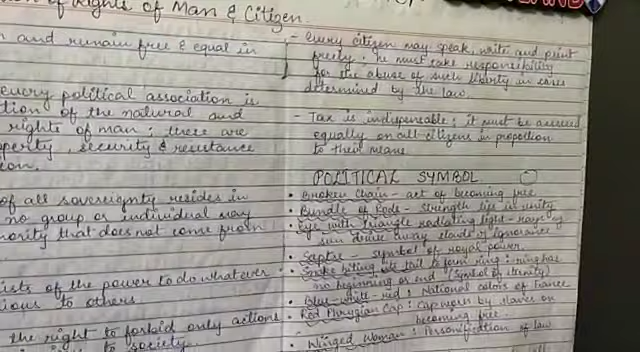 of Rights of Man & Citizen.
and remain free & equal in
every political association is
tion of the natural and
rights of man; there are
perty, security & resistance
ion.
of all sovereignty resides in
no group or individual may
hority that does not come from
ists of the power to do whatever
ious to others.
the right to forbid only actions
to society.
- Every citizen may speak, write and print
freely; he must take responsibility
for the abuse of such liberty in cases
determined by the law.
- Tax is indispensable; it must be assessed
equally on all citizens in proportion
to their means
POLITICAL SYMBOL
• Broken Chain - act of becoming free
• Bundle of Rods - strength lies in unity
• Eye with triangle radiating light - rays of
sun drive away clouds of ignorance
• Septre - symbol of royal power.
• Snake biting its tail to form ring: ring has
no beginning or end (Symbol of Eternity)
• Blue-white-red: National colors of France
• Red Phrygian Cap: cap worn by slaves on
becoming free.
• Winged Woman: Personification of law